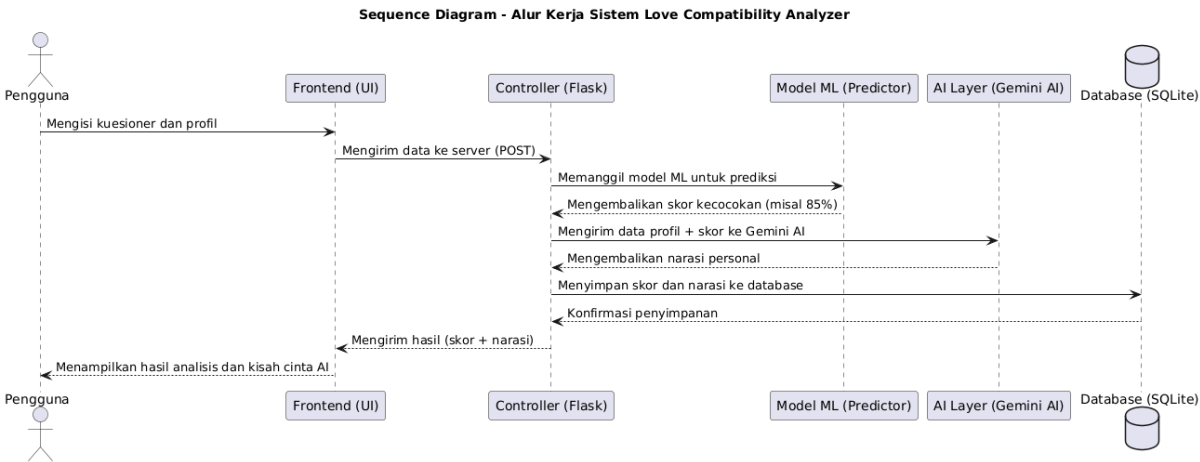 Sequence Diagram - Alur Kerja Sistem Love Compatibility Analyzer
Pengguna
Frontend (UI)
Controller (Flask)
Model ML (Predictor)
AI Layer (Gemini AI)
Database (SQLite)
Mengisi kuesioner dan profil
Mengirim data ke server (POST)
Memanggil model ML untuk prediksi
Mengembalikan skor kecocokan (misal 85%)
Mengirim data profil + skor ke Gemini AI
Mengembalikan narasi personal
Menyimpan skor dan narasi ke database
Konfirmasi penyimpanan
Mengirim hasil (skor + narasi)
Menampilkan hasil analisis dan kisah cinta AI
Pengguna
Frontend (UI)
Controller (Flask)
Model ML (Predictor)
AI Layer (Gemini AI)
Database (SQLite)